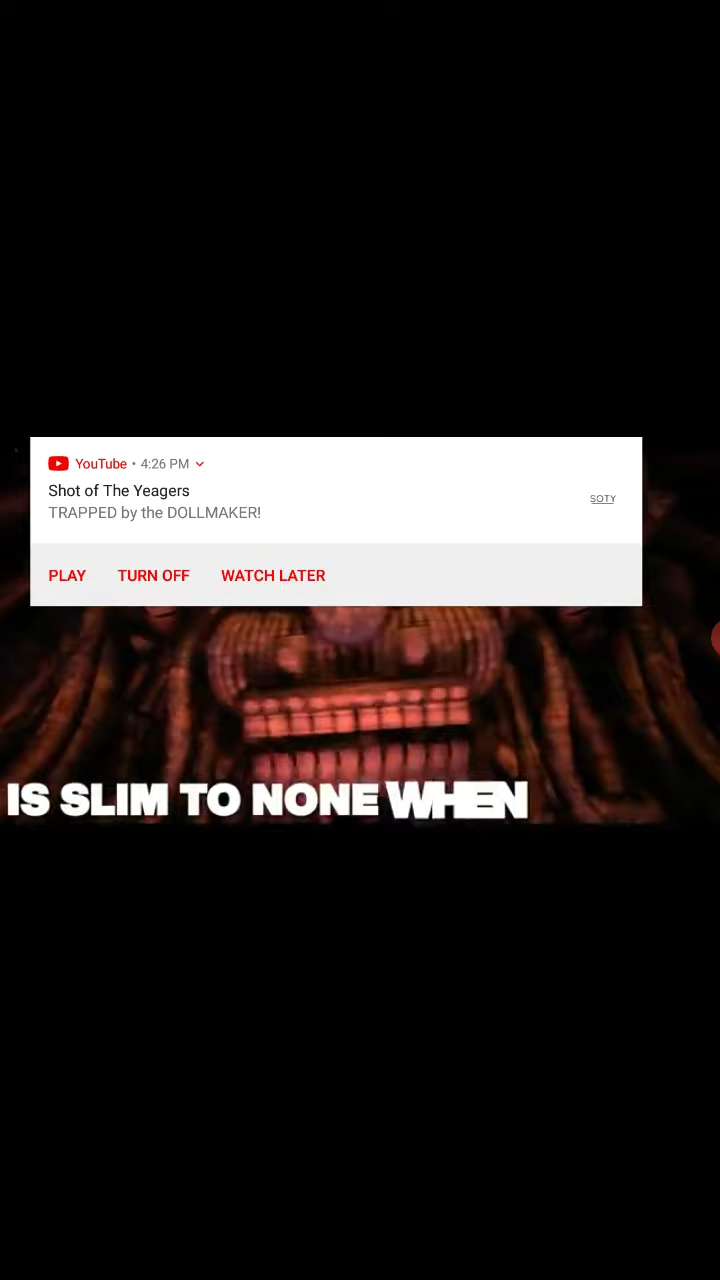 YouTube • 4:26 PM
Shot of The Yeagers
SOTY
TRAPPED by the DOLLMAKER!
PLAY TURN OFF WATCH LATER
IS SLIM TO NONE WHEN